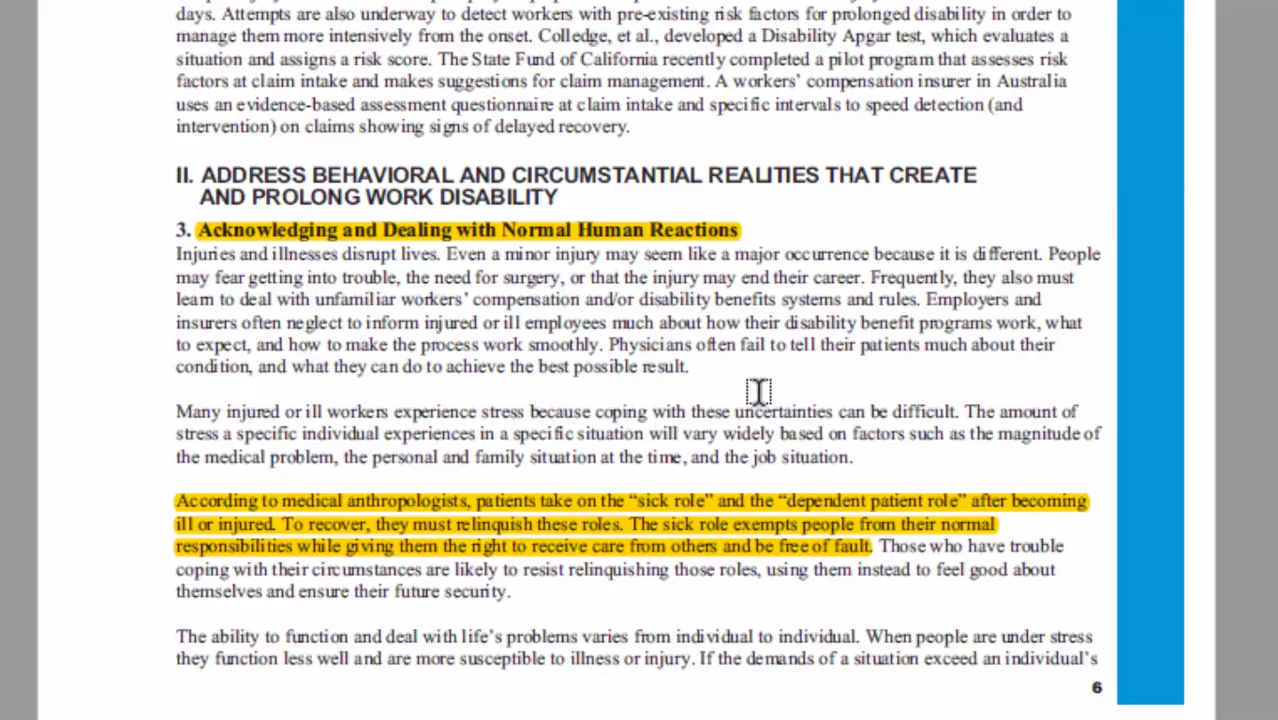 days. Attempts are also underway to detect workers with pre-existing risk factors for prolonged disability in order to
manage them more intensively from the onset. Colledge, et al., developed a Disability Apgar test, which evaluates a
situation and assigns a risk score. The State Fund of California recently completed a pilot program that assesses risk
factors at claim intake and makes suggestions for claim management. A workers’ compensation insurer in Australia
uses an evidence-based assessment questionnaire at claim intake and specific intervals to speed detection (and
intervention) on claims showing signs of delayed recovery.
II. ADDRESS BEHAVIORAL AND CIRCUMSTANTIAL REALITIES THAT CREATE
AND PROLONG WORK DISABILITY
3. Acknowledging and Dealing with Normal Human Reactions
Injuries and illnesses disrupt lives. Even a minor injury may seem like a major occurrence because it is different. People
may fear getting into trouble, the need for surgery, or that the injury may end their career. Frequently, they also must
learn to deal with unfamiliar workers’ compensation and/or disability benefits systems and rules. Employers and
insurers often neglect to inform injured or ill employees much about how their disability benefit programs work, what
to expect, and how to make the process work smoothly. Physicians often fail to tell their patients much about their
condition, and what they can do to achieve the best possible result.
Many injured or ill workers experience stress because coping with these uncertainties can be difficult. The amount of
stress a specific individual experiences in a specific situation will vary widely based on factors such as the magnitude of
the medical problem, the personal and family situation at the time, and the job situation.
According to medical anthropologists, patients take on the “sick role” and the “dependent patient role” after becoming
ill or injured. To recover, they must relinquish these roles. The sick role exempts people from their normal
responsibilities while giving them the right to receive care from others and be free of fault. Those who have trouble
coping with their circumstances are likely to resist relinquishing those roles, using them instead to feel good about
themselves and ensure their future security.
The ability to function and deal with life’s problems varies from individual to individual. When people are under stress
they function less well and are more susceptible to illness or injury. If the demands of a situation exceed an individual’s
6